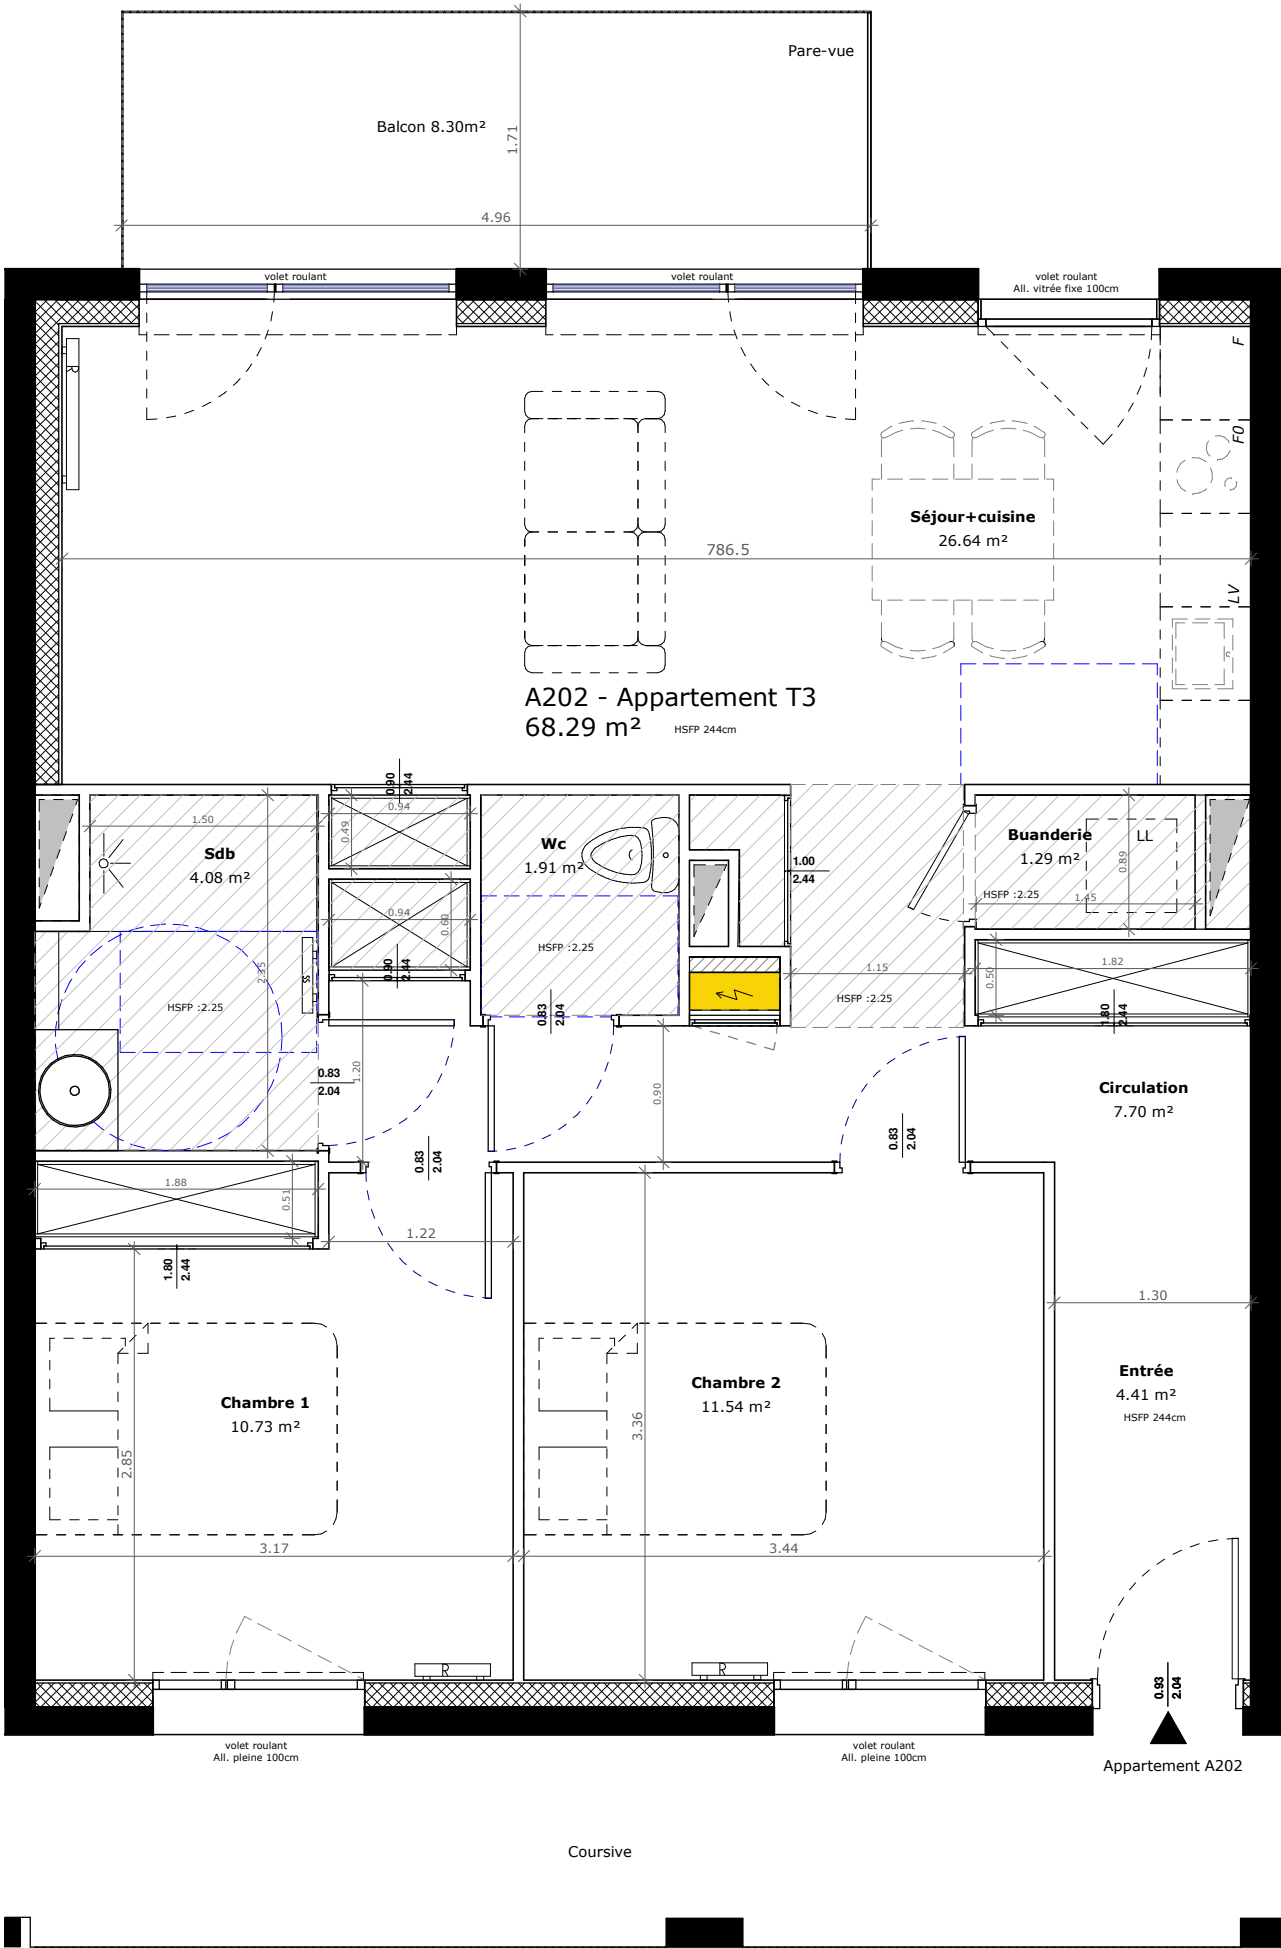 Pare-vue
Balcon 8.30m²
1.71
4.96
volet roulant
volet roulant
volet roulant
All. vitrée fixe 100cm
R
F
FO
Séjour+cuisine
26.64 m²
786.5
LV
A202 - Appartement T3
68.29 m²
HSFP 244cm
0.90
2.44
1.50
0.94
0.49
Sdb
4.08 m²
Wc
1.91 m²
1.00
2.44
Buanderie
1.29 m²
LL
0.89
HSFP :2.25
1.45
0.94
0.60
2.35
HSFP :2.25
SS
0.90
2.44
HSFP :2.25
1.15
HSFP :2.25
0.50
1.82
1.80
2.44
0.83
2.04
0.83
2.04
1.20
0.90
Circulation
7.70 m²
0.83
2.04
0.83
2.04
1.88
0.51
1.22
1.80
2.44
1.30
Chambre 1
10.73 m²
2.85
Chambre 2
11.54 m²
3.36
Entrée
4.41 m²
HSFP 244cm
3.17
3.44
R
R
0.93
2.04
volet roulant
All. pleine 100cm
volet roulant
All. pleine 100cm
Appartement A202
Coursive